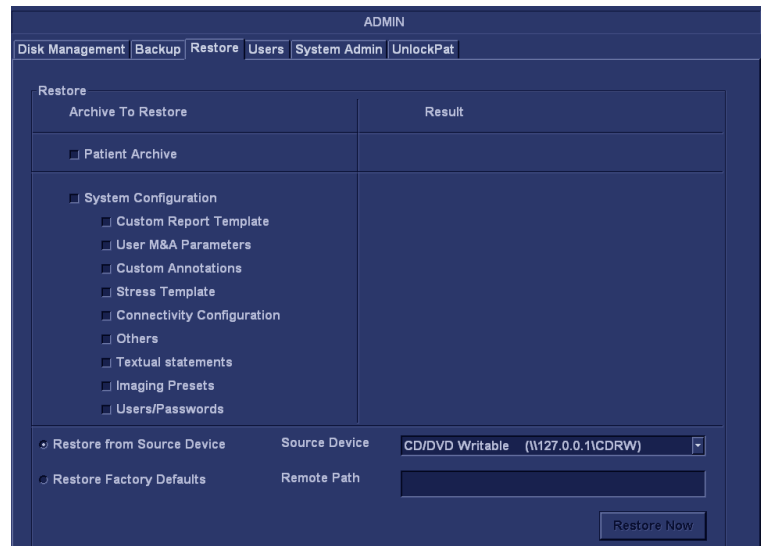 ADMIN
Disk Management Backup Restore Users System Admin UnlockPat
Restore
Archive To Restore Result
Patient Archive
System Configuration
Custom Report Template
User M&A Parameters
Custom Annotations
Stress Template
Connectivity Configuration
Others
Textual statements
Imaging Presets
Users/Passwords
Restore from Source Device Source Device CD/DVD Writable (\\127.0.0.1\CDRW)
Restore Factory Defaults Remote Path
Restore Now